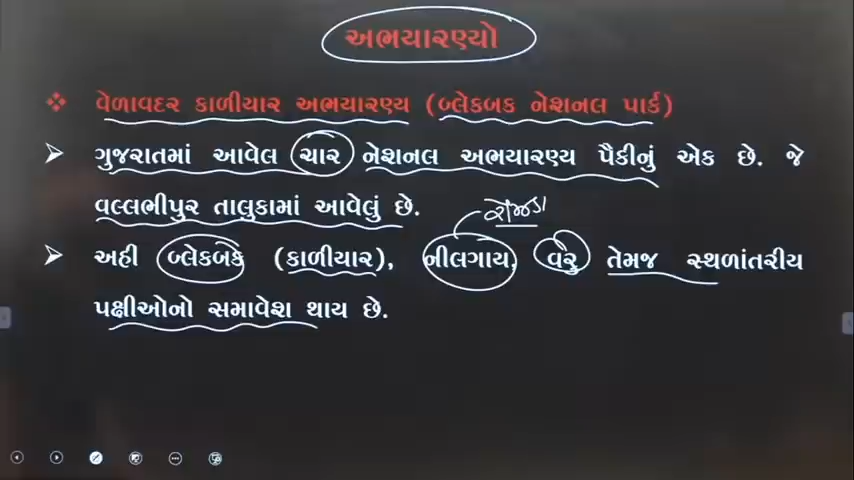 અભયારણ્યો
❖ વેળાવદર કાળીયાર અભયારણ્ય (બ્લેકબક નેશનલ પાર્ક)
➢ ગુજરાતમાં આવેલ ચાર નેશનલ અભયારણ્ય પૈકીનું એક છે. જે
વલ્લભીપુર તાલુકામાં આવેલું છે.
રોજડા
➢ અહી બ્લેકબક (કાળીયાર), નીલગાય, વરુ તેમજ સ્થળાંતરીય
પક્ષીઓનો સમાવેશ થાય છે.